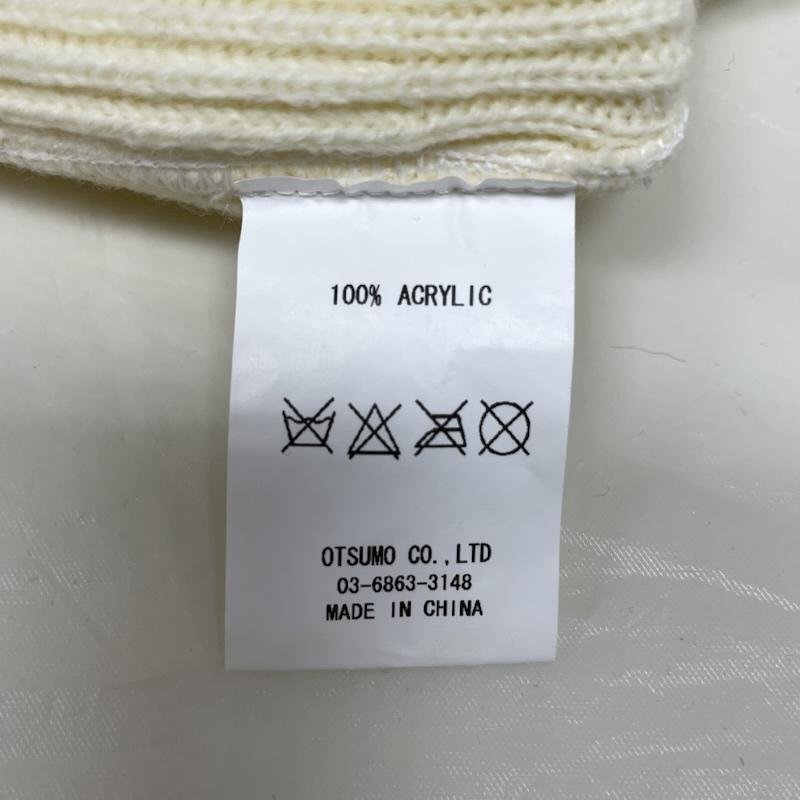 100% ACRYLIC
OTSUMO CO.,LTD
03-6863-3148
MADE IN CHINA